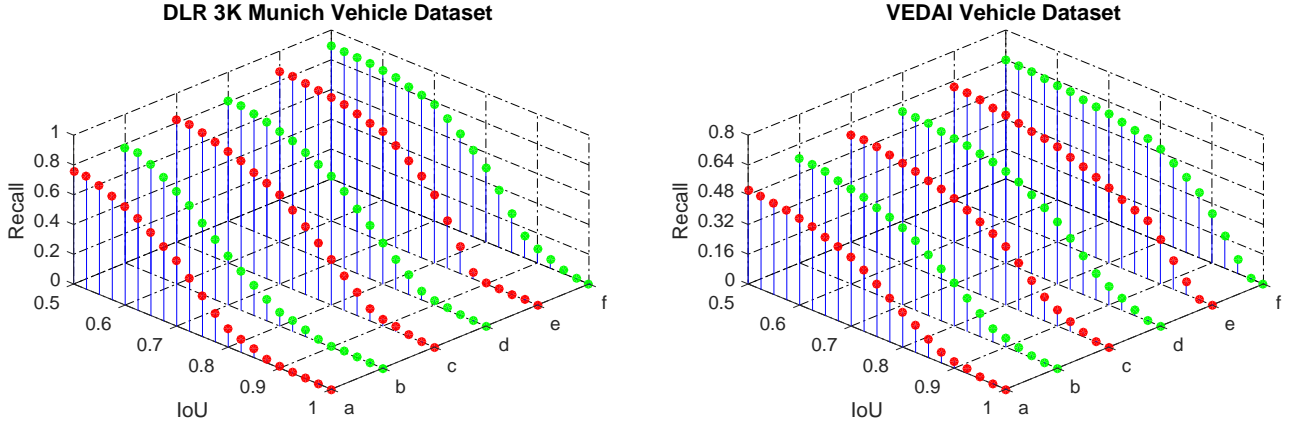 DLR 3K Munich Vehicle Dataset
Recall
1
0.8
0.6
0.4
0.2
0
0.5
0.6
0.7
0.8
0.9
1
IoU
a
b
c
d
e
f
VEDAI Vehicle Dataset
Recall
0.8
0.64
0.48
0.32
0.16
0
0.5
0.6
0.7
0.8
0.9
1
IoU
a
b
c
d
e
f